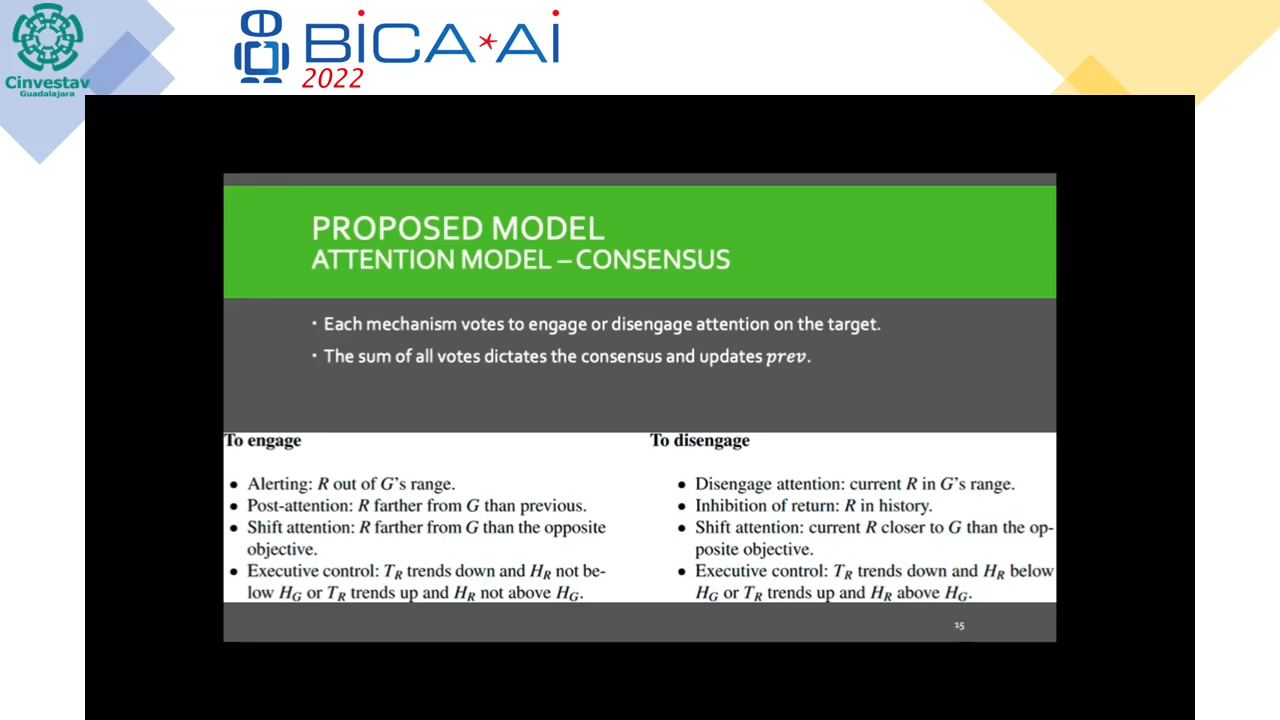 Cinvestav
Guadalajara
BiCA*Ai
2022
PROPOSED MODEL
ATTENTION MODEL – CONSENSUS
▪ Each mechanism votes to engage or disengage attention on the target.
▪ The sum of all votes dictates the consensus and updates prev.
To engage
• Alerting: R out of G's range.
• Post-attention: R farther from G than previous.
• Shift attention: R farther from G than the opposite
objective.
• Executive control: T_R trends down and H_R not be-
low H_G or T_R trends up and H_R not above H_G.
To disengage
• Disengage attention: current R in G's range.
• Inhibition of return: R in history.
• Shift attention: current R closer to G than the op-
posite objective.
• Executive control: T_R trends down and H_R below
H_G or T_R trends up and H_R above H_G.
15